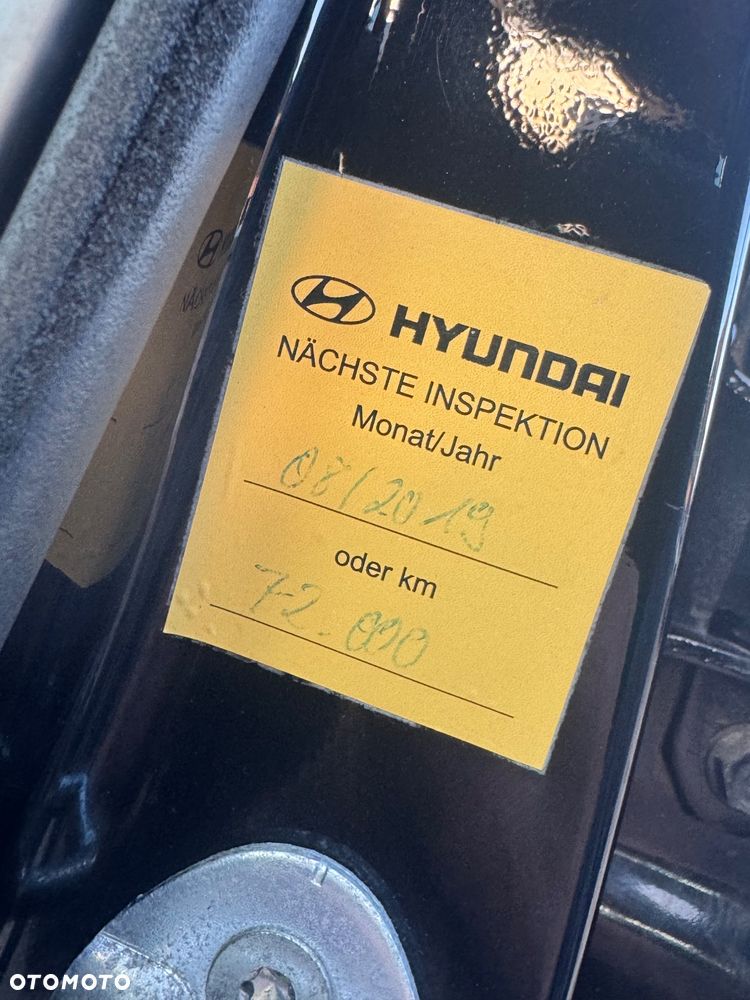 HYUNDAI
NÄCHSTE INSPEKTION
Monat/Jahr
08/2019
oder km
72.000
OTOMOTO